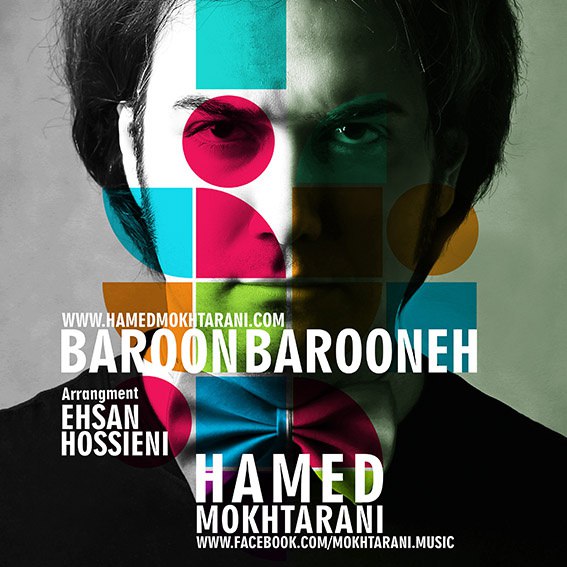 WWW.HAMEDMOKHTARANI.COM
BAROONBAROONEH
Arrangment
EHSAN
HOSSIENI
HAMED
MOKHTARANI
WWW.FACEBOOK.COM/MOKHTARANI.MUSIC